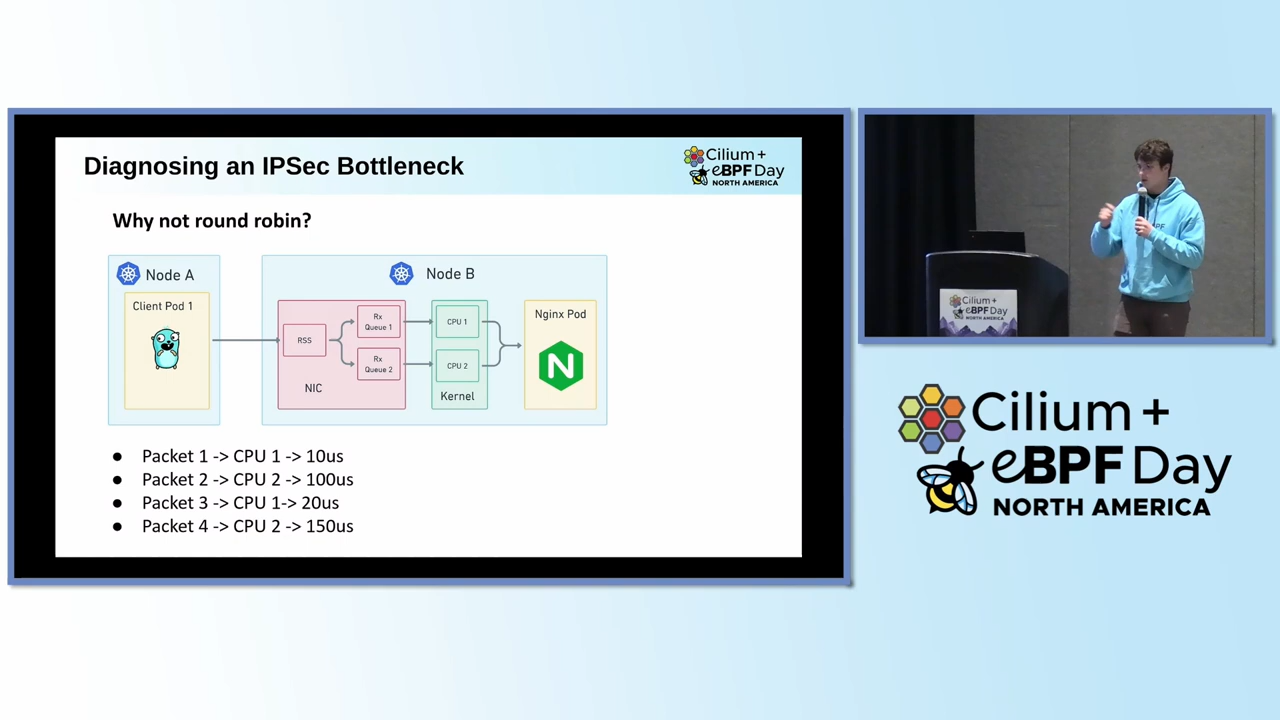 Diagnosing an IPSec Bottleneck
Cilium +
eBPF Day
NORTH AMERICA
Why not round robin?
Node A
Client Pod 1
Node B
RSS
Rx
Queue 1
Rx
Queue 2
NIC
CPU 1
CPU 2
Kernel
Nginx Pod
N
● Packet 1 -> CPU 1 -> 10us
● Packet 2 -> CPU 2 -> 100us
● Packet 3 -> CPU 1-> 20us
● Packet 4 -> CPU 2 -> 150us
Cilium +
eBPF Day
NORTH AMERICA
Cilium +
eBPF Day
NORTH AMERICA